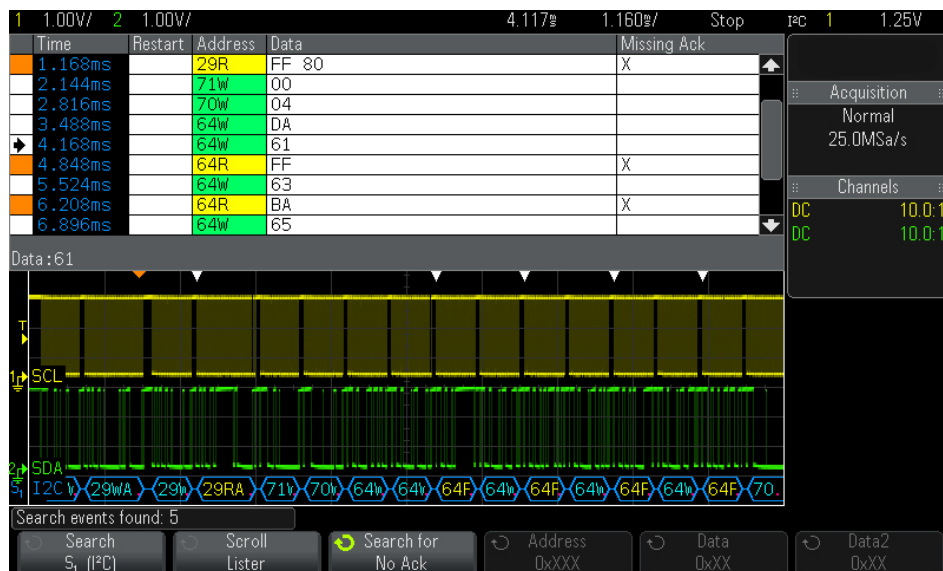 1 1.00V/ 2 1.00V/ 4.117s 1.160s/ Stop I²C 1 1.25V
Time Restart Address Data Missing Ack
1.168ms 29R FF 80 X
2.144ms 71W 00
2.816ms 70W 04
3.488ms 64W DA
4.168ms 64W 61
4.848ms 64R FF X
5.524ms 64W 63
6.208ms 64R BA X
6.896ms 64W 65
Data:61
Acquisition
Normal
25.0MSa/s
Channels
DC 10.0:1
DC 10.0:1
T
1 SCL
2 SDA
S₁ I2C 29WA 29W 29RA 71W 70W 64W 64W 64F 64W 64F 64W 64F 64W 64F 70.
Search events found: 5
Search Scroll Search for Address Data Data2
S₁ (I²C) Lister No Ack 0xXXX 0xXX 0xXX